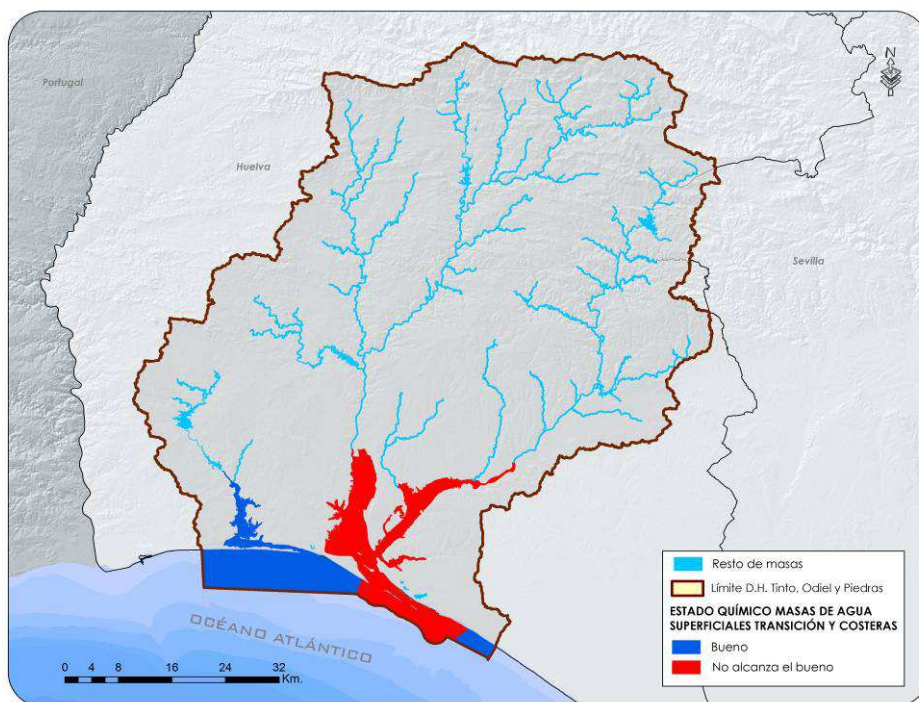 N
Portugal
Huelva
Sevilla
OCÉANO ATLÁNTICO
0 2 4 8 16 24 32
Km.
Resto de masas
Límite D.H. Tinto, Odiel y Piedras
ESTADO QUÍMICO MASAS DE AGUA
SUPERFICIALES TRANSICIÓN Y COSTERAS
Bueno
No alcanza el bueno